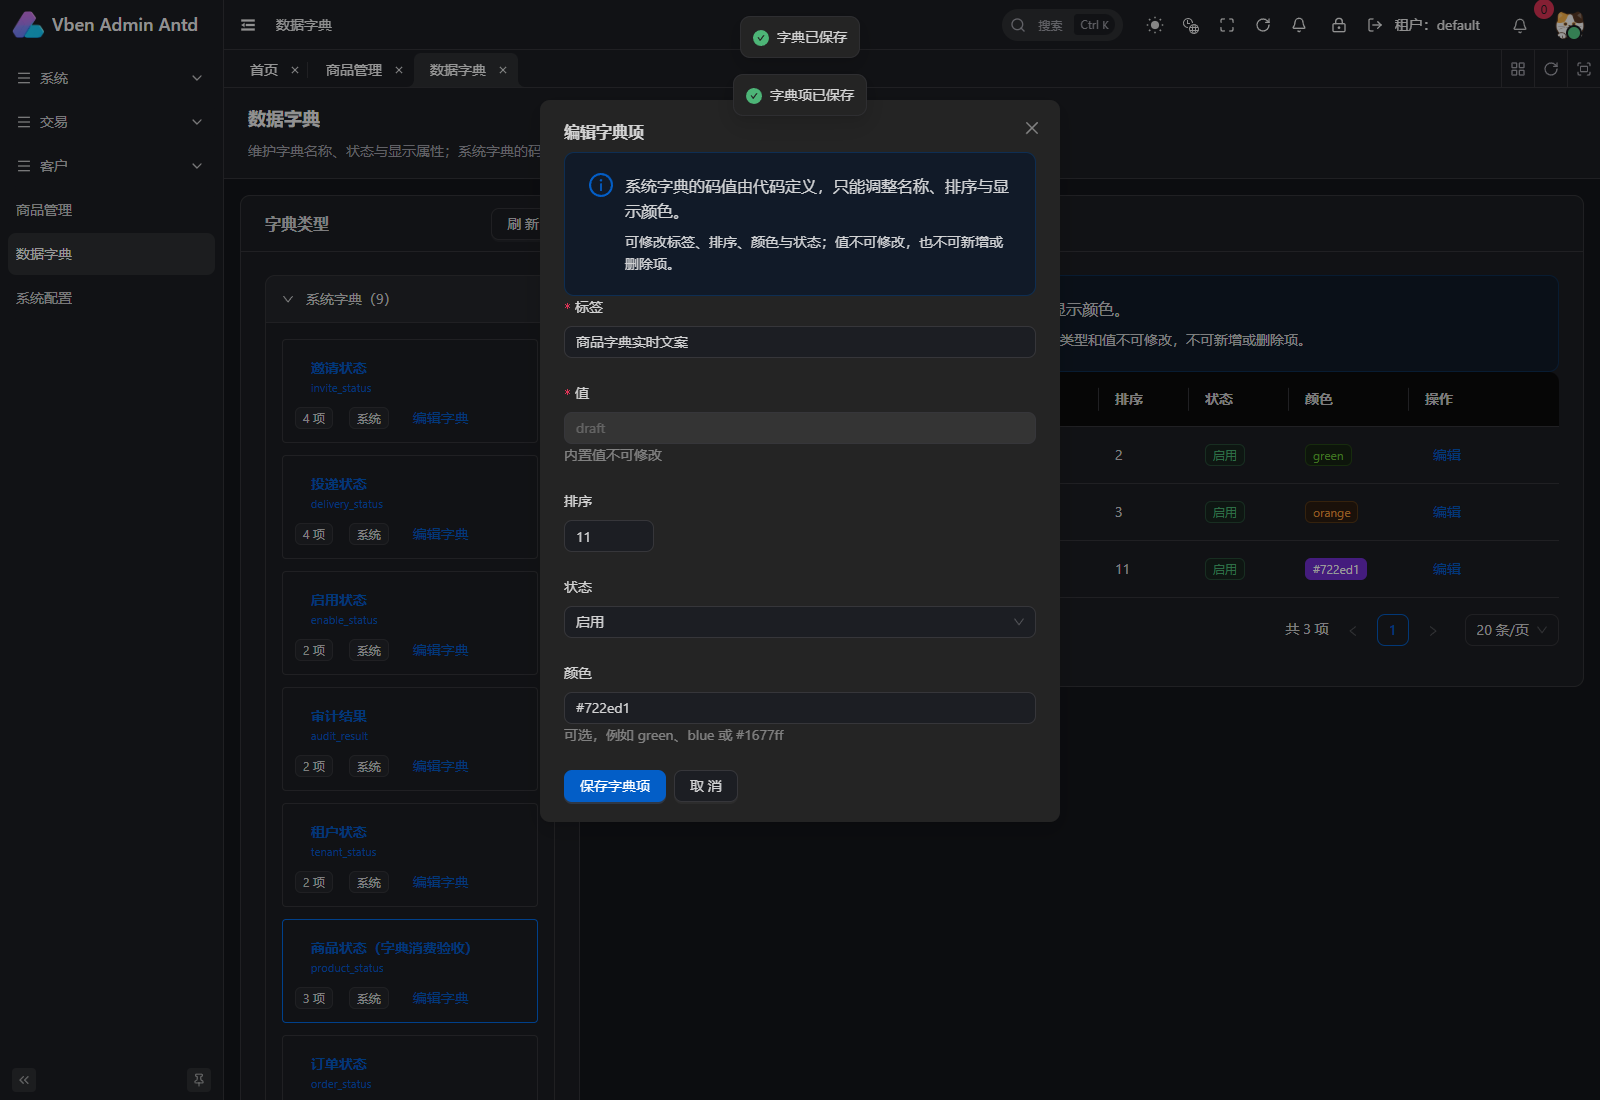 Vben Admin Antd
数据字典
搜索 Ctrl K
租户：default
0
字典已保存
字典项已保存
首页
商品管理
数据字典
系统
交易
客户
商品管理
数据字典
系统配置
数据字典
维护字典名称、状态与显示属性；系统字典的码
字典类型
刷 新
系统字典（9）
邀请状态
invite_status
4 项 系统 编辑字典
投递状态
delivery_status
4 项 系统 编辑字典
启用状态
enable_status
2 项 系统 编辑字典
审计结果
audit_result
2 项 系统 编辑字典
租户状态
tenant_status
2 项 系统 编辑字典
商品状态（字典消费验收）
product_status
3 项 系统 编辑字典
订单状态
order_status
编辑字典项
系统字典的码值由代码定义，只能调整名称、排序与显
示颜色。
可修改标签、排序、颜色与状态；值不可修改，也不可新增或
删除项。
* 标签
商品字典实时文案
* 值
draft
内置值不可修改
排序
11
状态
启用
颜色
#722ed1
可选，例如 green、blue 或 #1677ff
保存字典项 取 消
显示颜色。
类型和值不可修改，不可新增或删除项。
排序 状态 颜色 操作
2 启用 green 编辑
3 启用 orange 编辑
11 启用 #722ed1 编辑
共 3 项 1 20 条/页